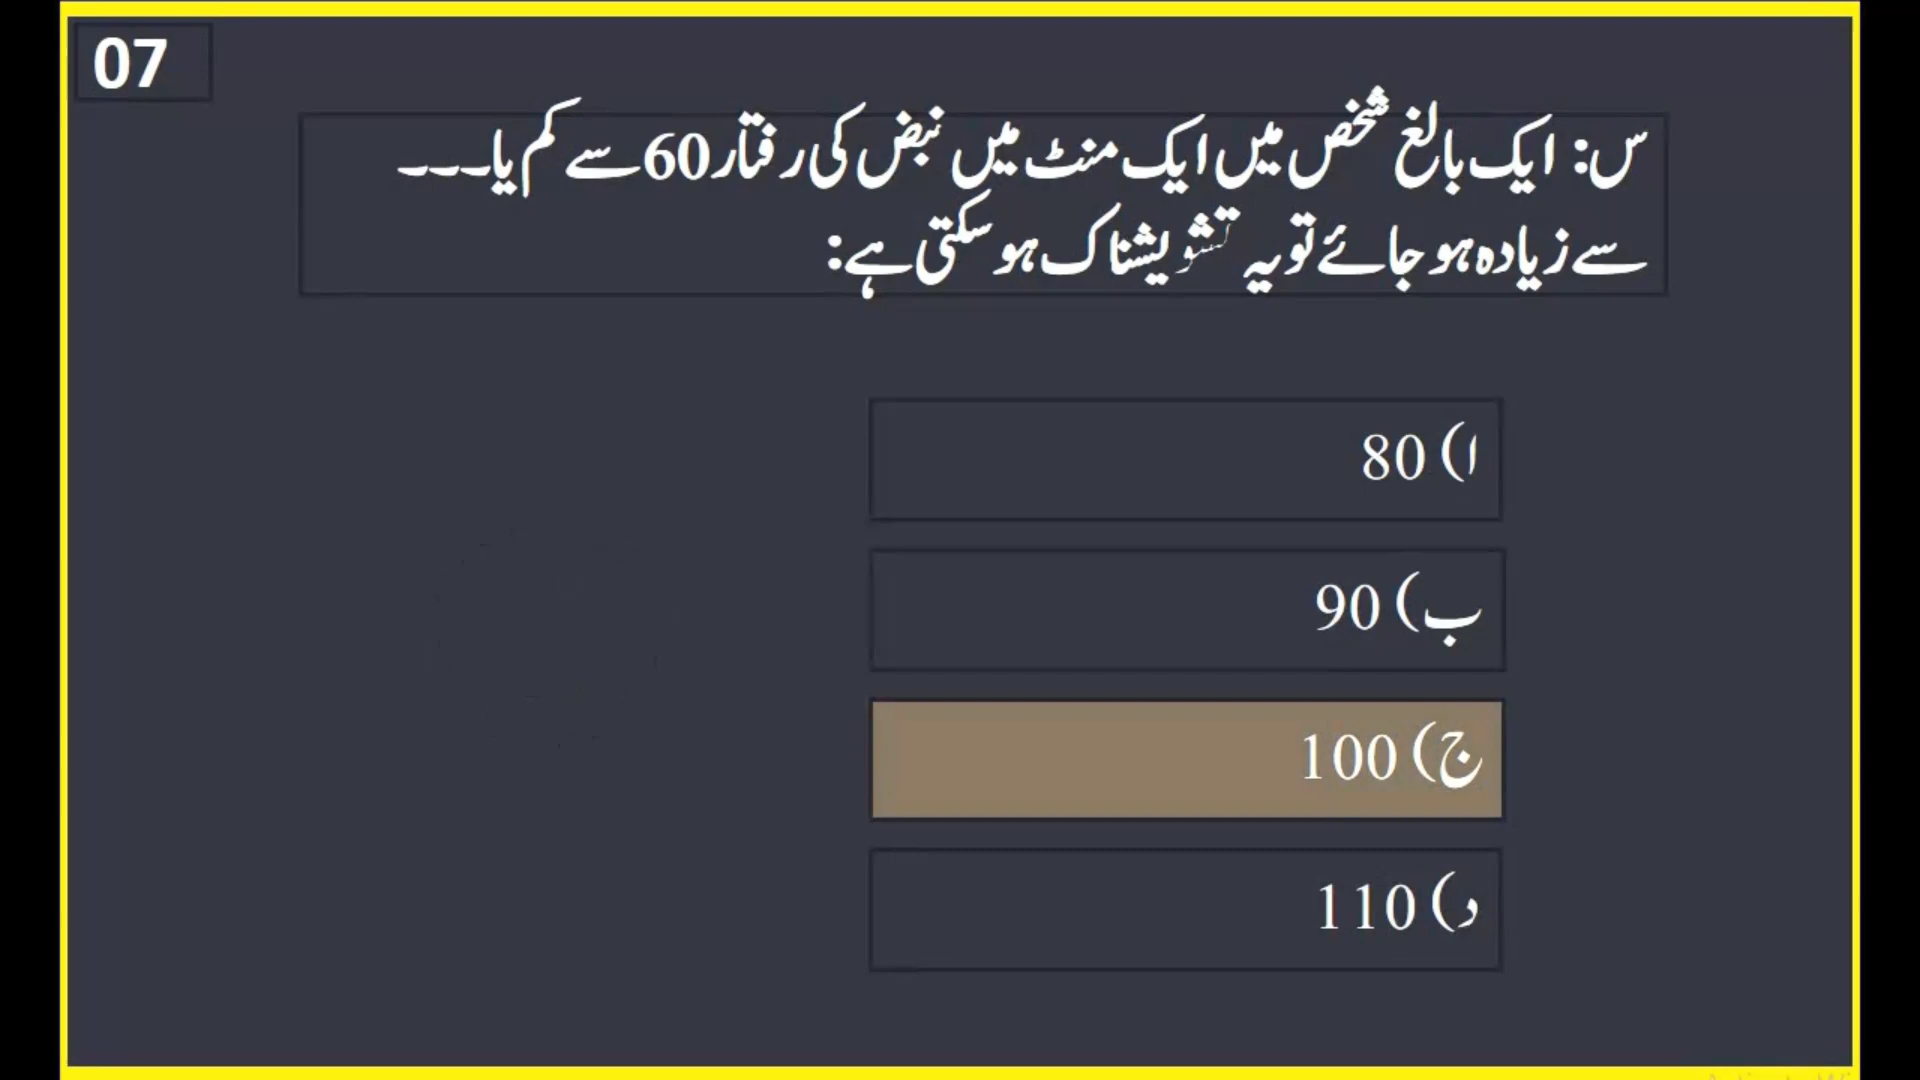 07
س: ایک بالغ شخص میں ایک منٹ میں نبض کی رفتار 60 سے کم یا۔۔۔
سے زیادہ ہو جائے تو یہ تشویشناک ہو سکتی ہے:
ا) 80
ب) 90
ج) 100
د) 110